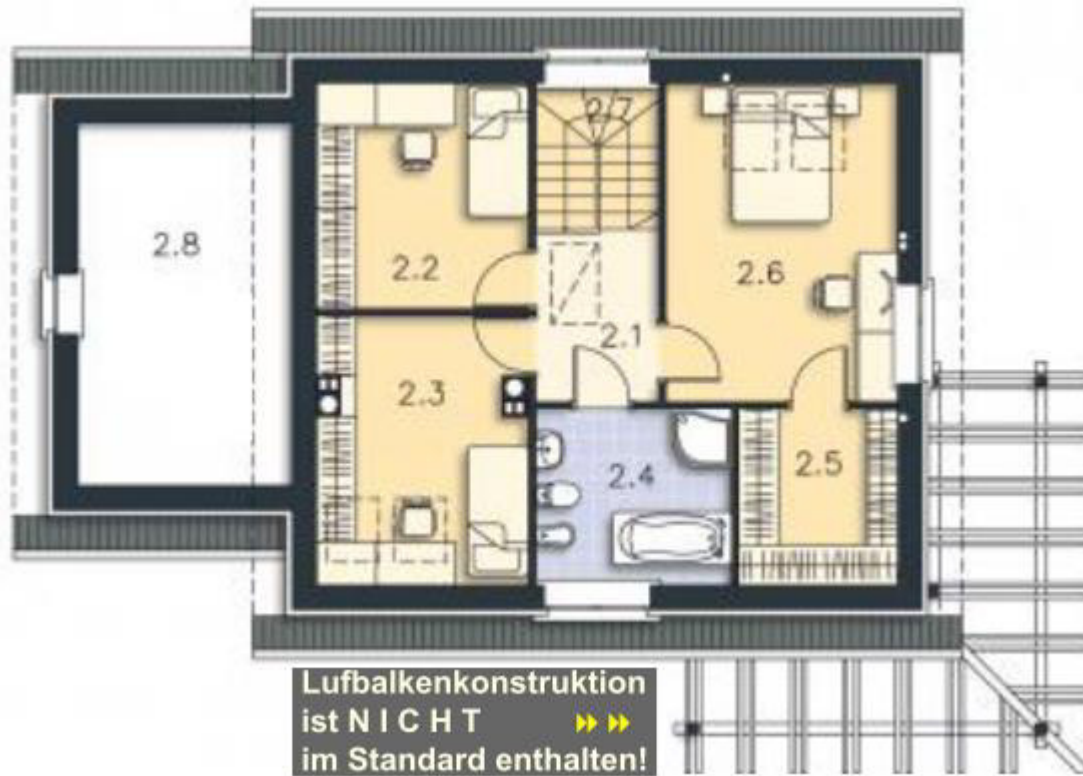 2.7
2.8
2.2
2.6
2.1
2.3
2.4
2.5
Lufbalkenkonstruktion
ist N I C H T
im Standard enthalten!